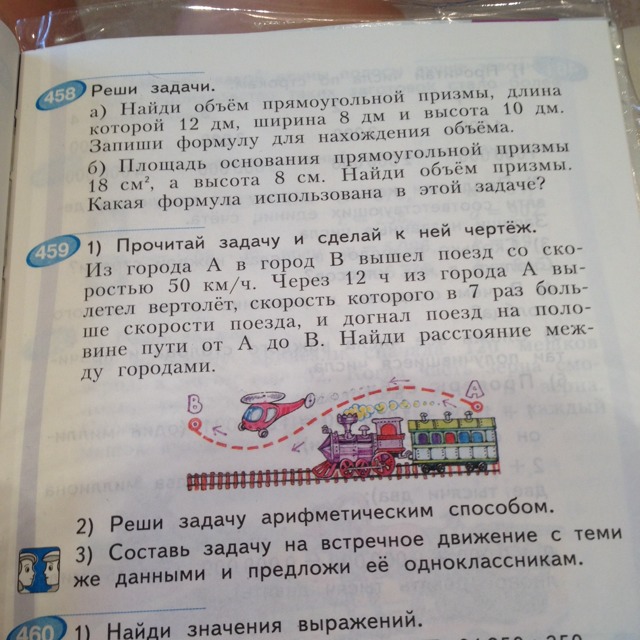 458 Реши задачи.
а) Найди объём прямоугольной призмы, длина
которой 12 дм, ширина 8 дм и высота 10 дм.
Запиши формулу для нахождения объёма.
б) Площадь основания прямоугольной призмы
18 см², а высота 8 см. Найди объём призмы.
Какая формула использована в этой задаче?
459 1) Прочитай задачу и сделай к ней чертёж.
Из города А в город В вышел поезд со ско-
ростью 50 км/ч. Через 12 ч из города А вы-
летел вертолёт, скорость которого в 7 раз боль-
ше скорости поезда, и догнал поезд на поло-
вине пути от А до В. Найди расстояние меж-
ду городами.
В А
2) Реши задачу арифметическим способом.
3) Составь задачу на встречное движение с теми
же данными и предложи её одноклассникам.
460 1) Найди значения выражений.